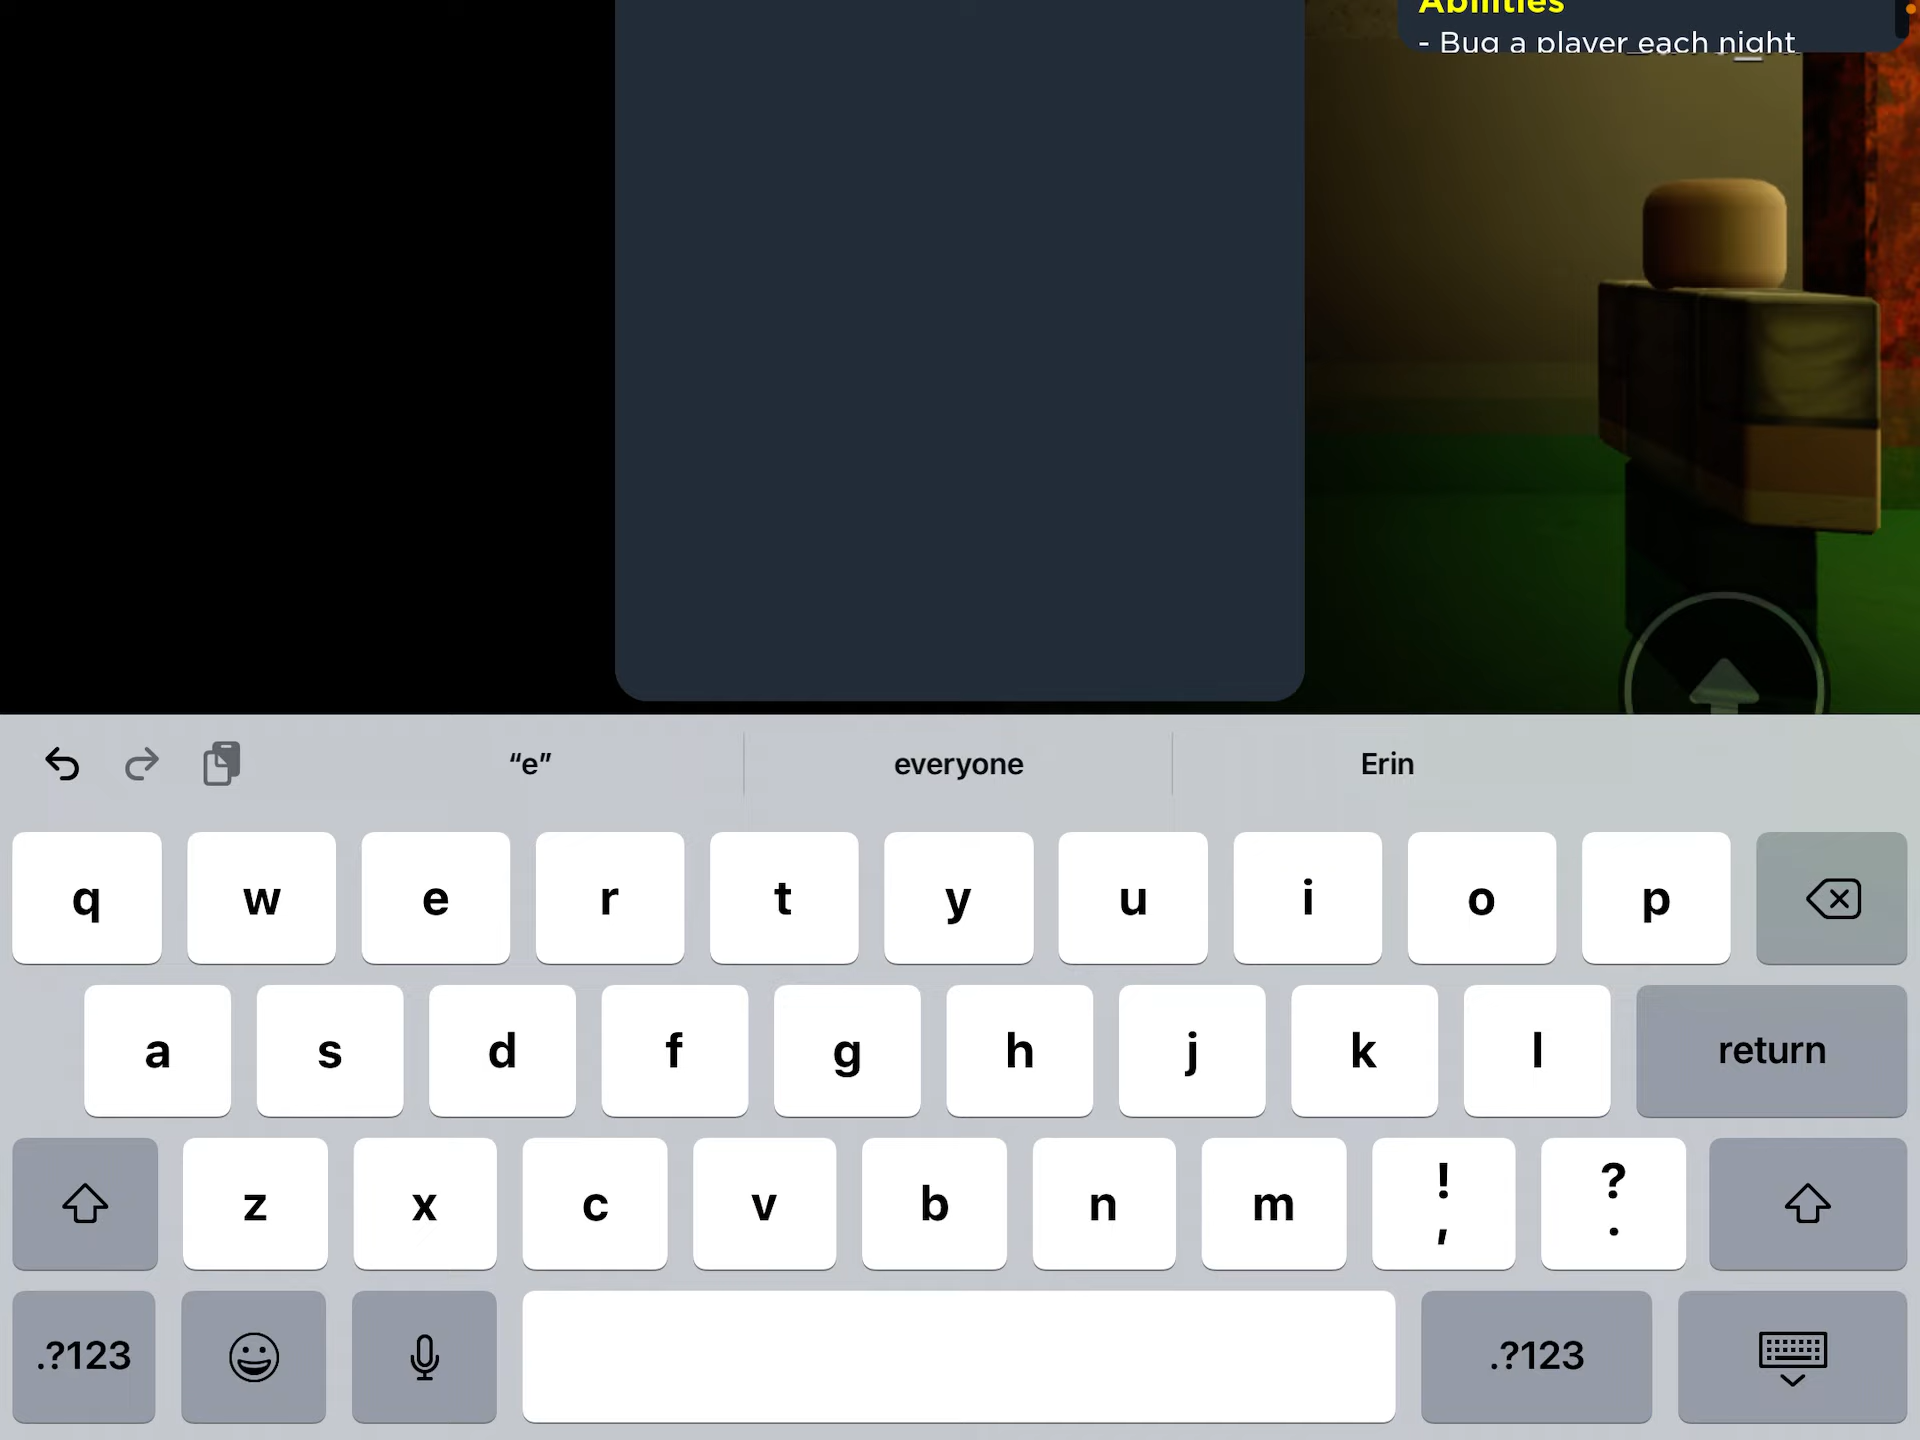 Abilities
- Bug a player each night
“e” everyone Erin
q w e r t y u i o p
a s d f g h j k l return
z x c v b n m ! , ? .
.?123 .?123